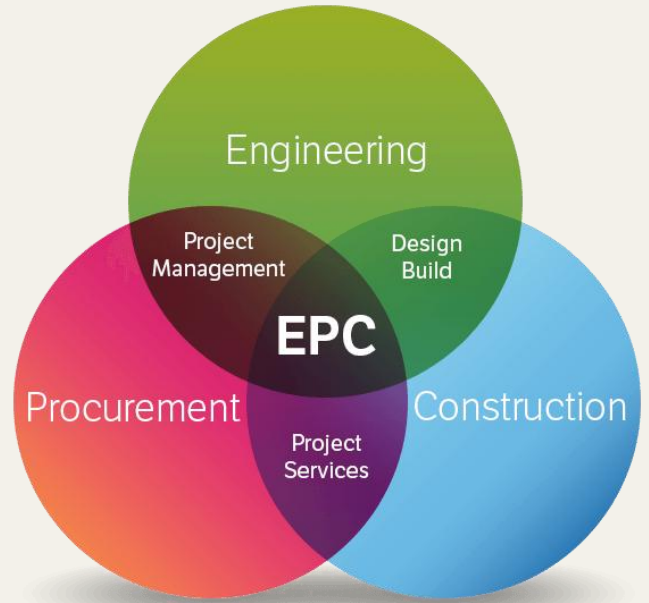 Engineering
Project
Management
Design
Build
EPC
Procurement
Construction
Project
Services